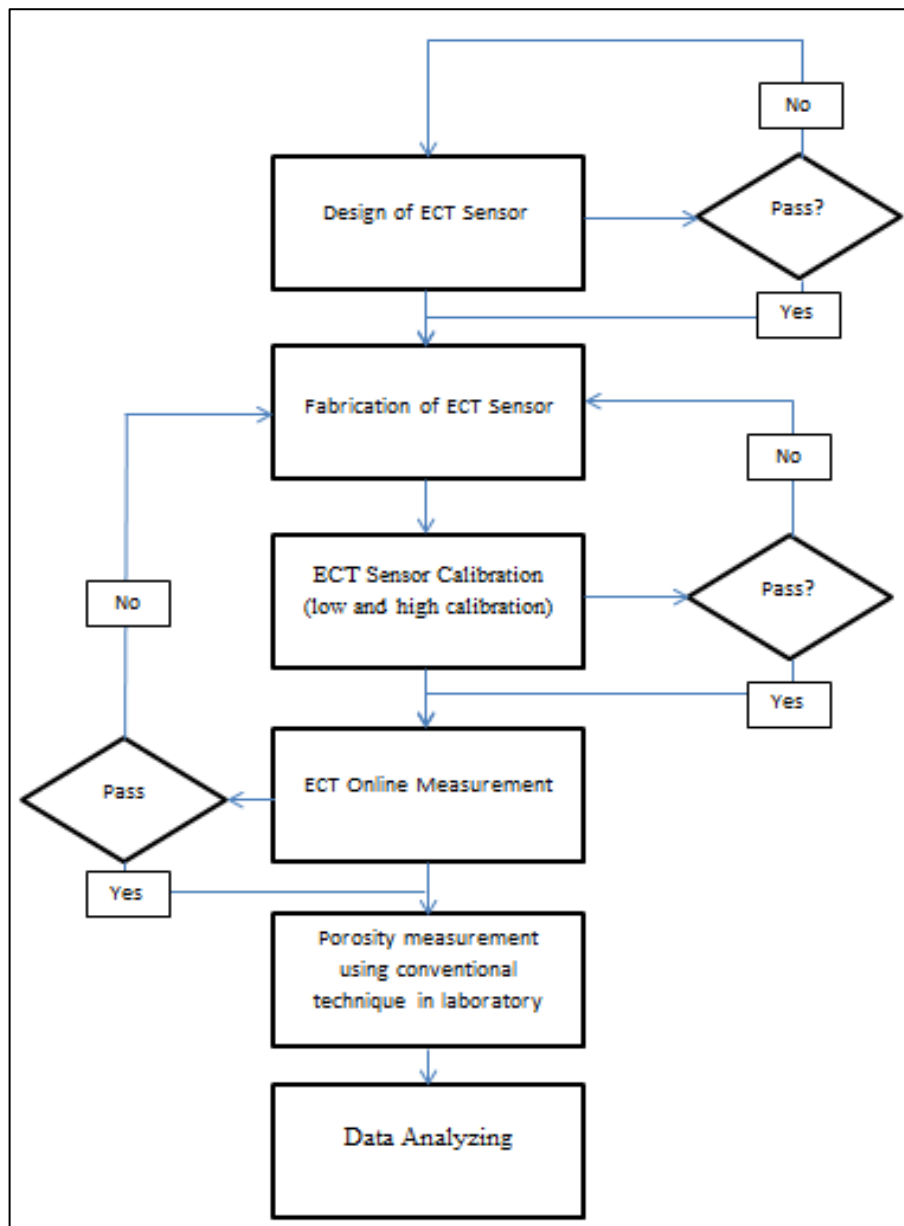 No
Design of ECT Sensor
Pass?
Yes
Fabrication of ECT Sensor
No
ECT Sensor Calibration
(low and high calibration)
Pass?
No
Yes
ECT Online Measurement
Pass
Yes
Porosity measurement
using conventional
technique in laboratory
Data Analyzing